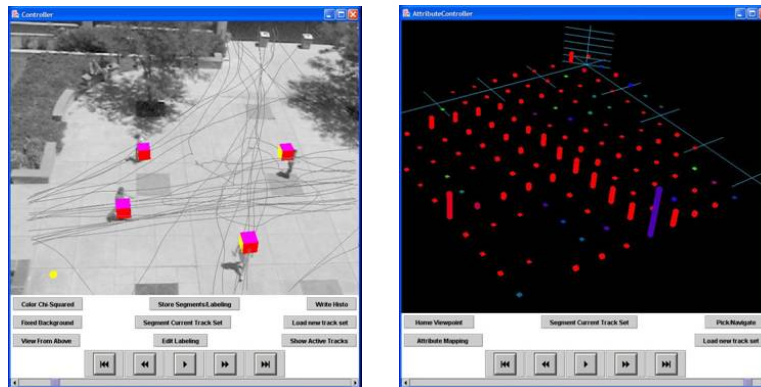 Controller
Color Chi-Squared Store Segments/Labeling Write Histo
Fixed Background Segment Current Track Set Load new track set
View From Above Edit Labeling Show Active Tracks
AttributeController
Home Viewpoint Segment Current Track Set Pick/Navigate
Attribute Mapping Load new track set